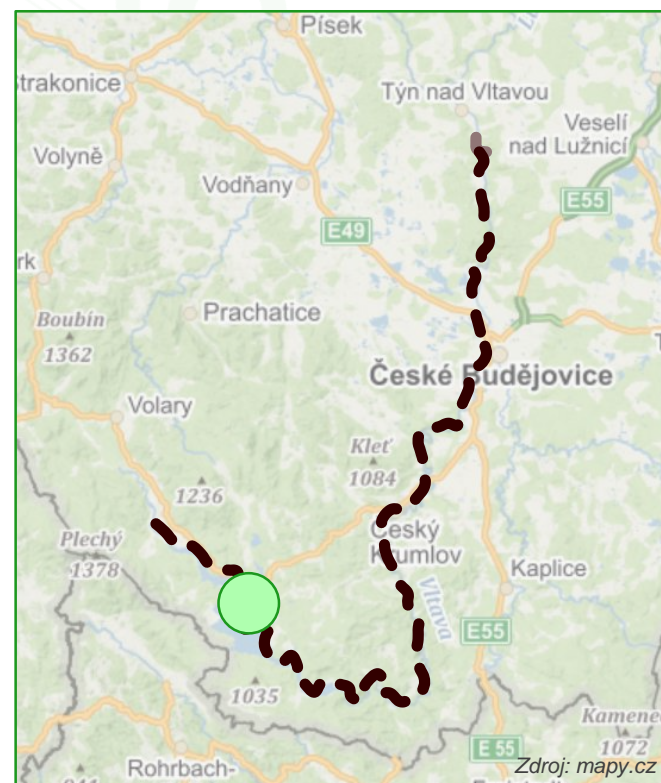 Písek
Strakonice
Týn nad Vltavou
Veselí
nad Lužnicí
Volyně
Vodňany
E55
E49
rk
Prachatice
Boubín
1362
České Budějovice
Volary
Kleť
1084
1236
Plechý
1378
Český
Krumlov
Kaplice
Vltava
E55
1035
Kamenec
1072
E 55
Rohrbach-
Zdroj: mapy.cz